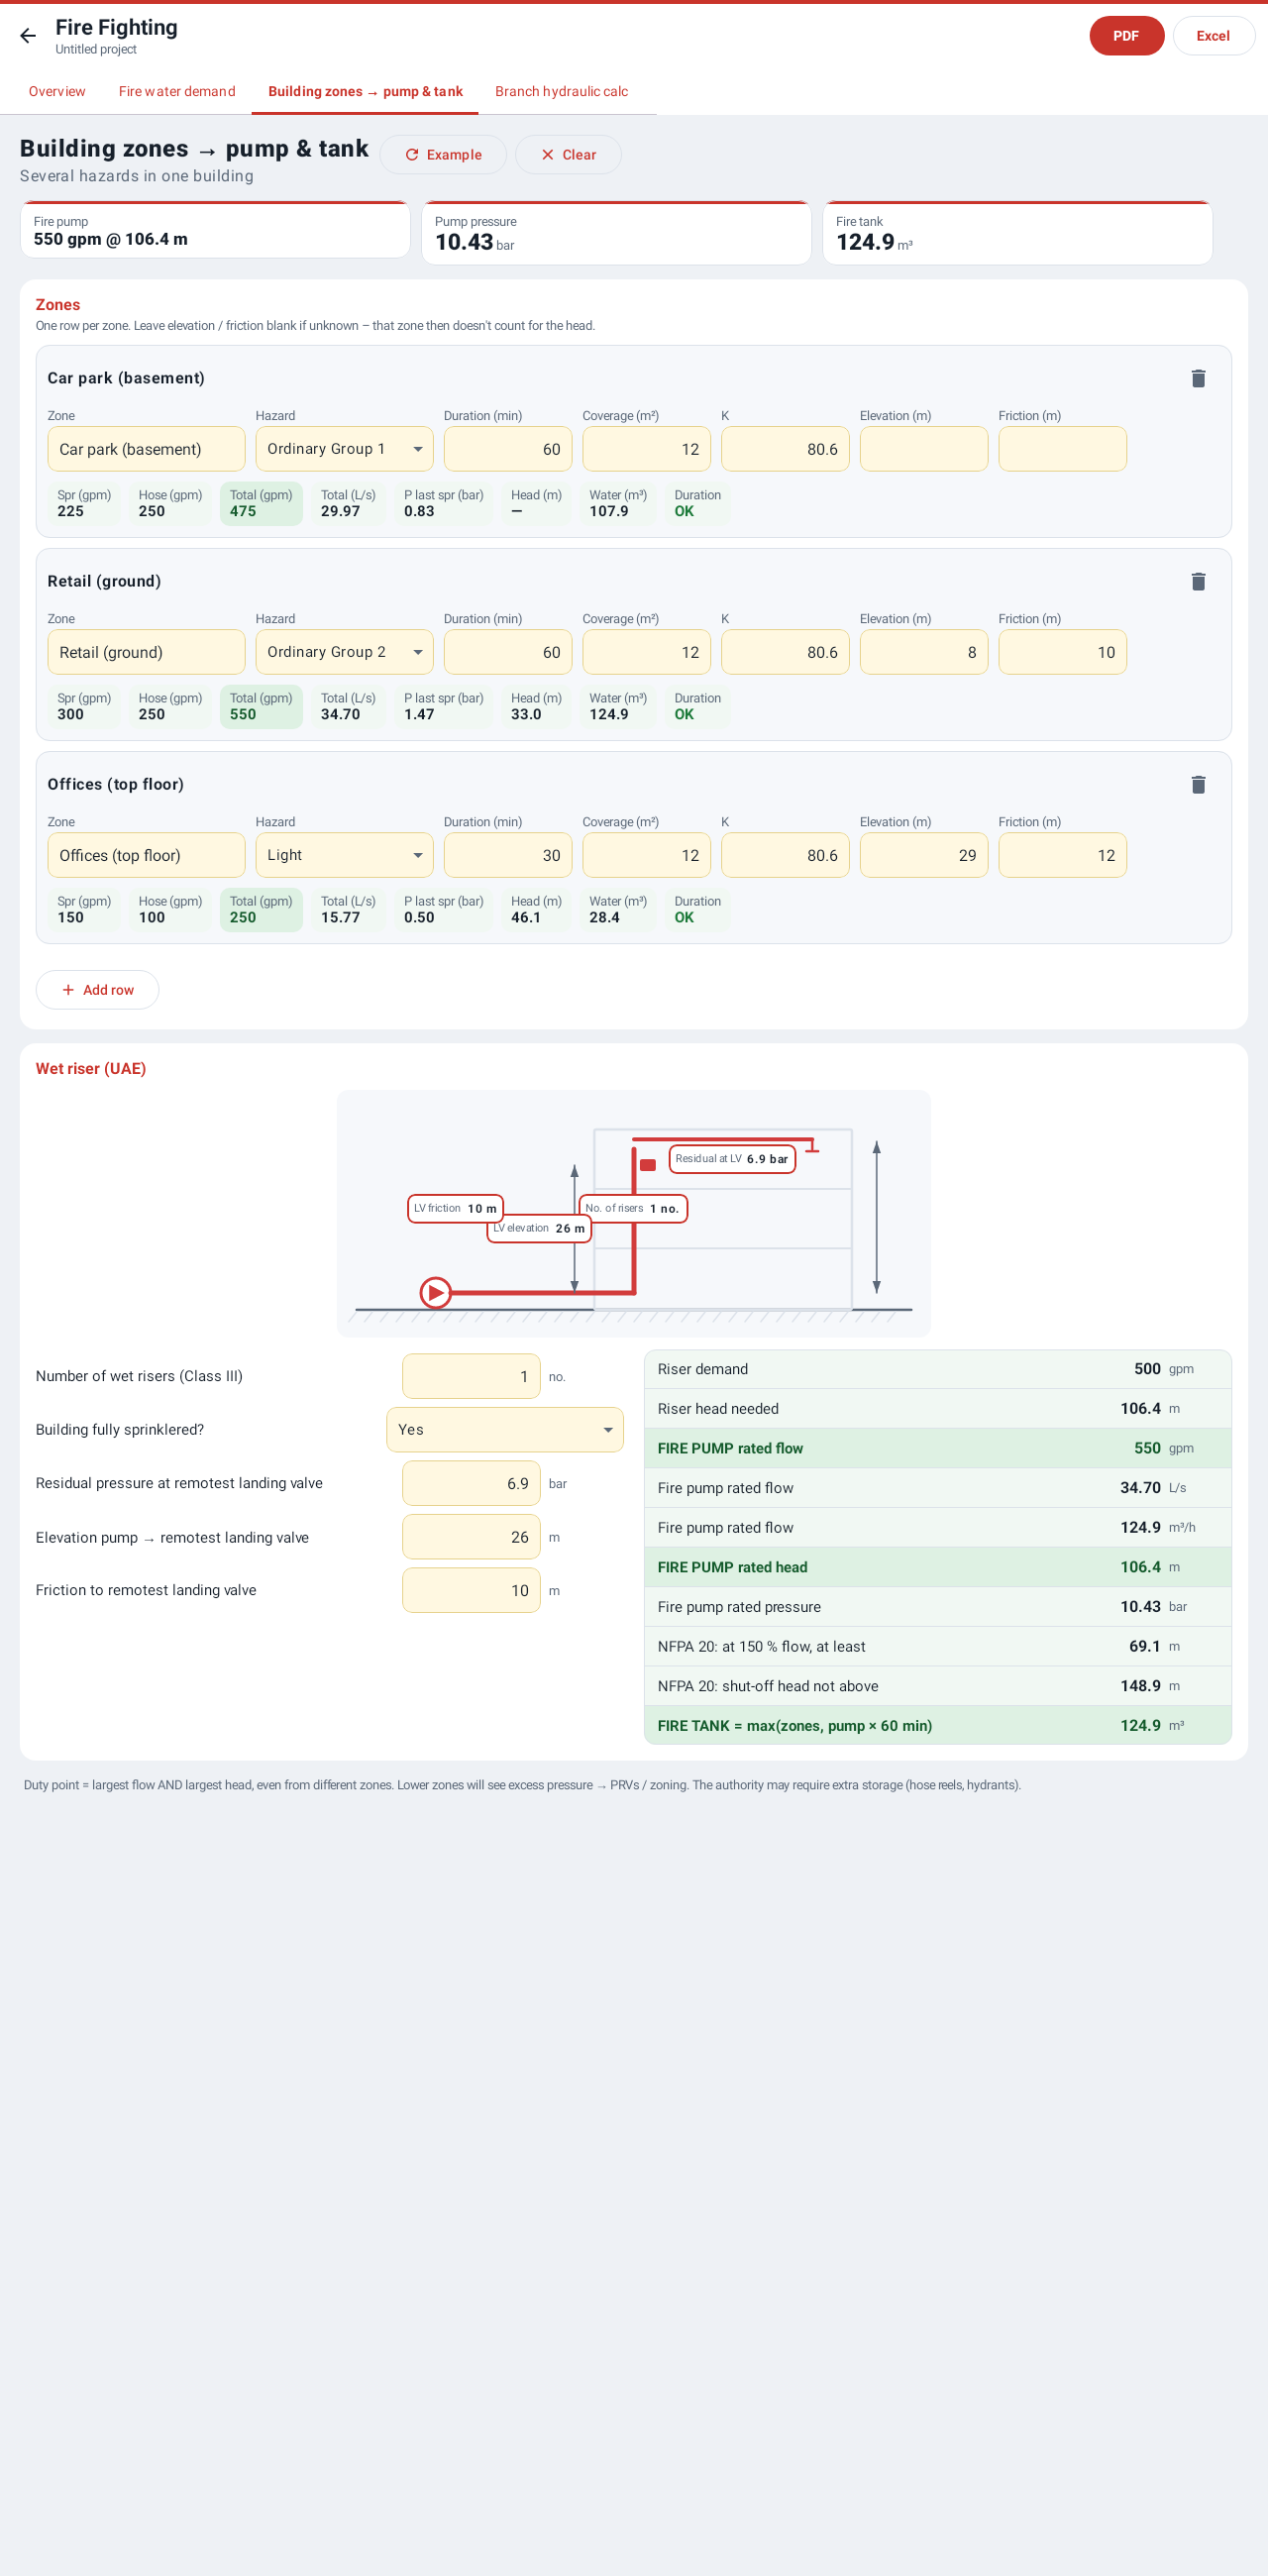 Fire Fighting
Untitled project
PDF
Excel
Overview
Fire water demand
Building zones → pump & tank
Branch hydraulic calc
Building zones → pump & tank
Example
Clear
Several hazards in one building
Fire pump
550 gpm @ 106.4 m
Pump pressure
10.43 bar
Fire tank
124.9 m³
Zones
One row per zone. Leave elevation / friction blank if unknown – that zone then doesn't count for the head.
Car park (basement)
Zone Hazard Duration (min) Coverage (m²) K Elevation (m) Friction (m)
Car park (basement) Ordinary Group 1 60 12 80.6
Spr (gpm) Hose (gpm) Total (gpm) Total (L/s) P last spr (bar) Head (m) Water (m³) Duration
225 250 475 29.97 0.83 – 107.9 OK
Retail (ground)
Zone Hazard Duration (min) Coverage (m²) K Elevation (m) Friction (m)
Retail (ground) Ordinary Group 2 60 12 80.6 8 10
Spr (gpm) Hose (gpm) Total (gpm) Total (L/s) P last spr (bar) Head (m) Water (m³) Duration
300 250 550 34.70 1.47 33.0 124.9 OK
Offices (top floor)
Zone Hazard Duration (min) Coverage (m²) K Elevation (m) Friction (m)
Offices (top floor) Light 30 12 80.6 29 12
Spr (gpm) Hose (gpm) Total (gpm) Total (L/s) P last spr (bar) Head (m) Water (m³) Duration
150 100 250 15.77 0.50 46.1 28.4 OK
Add row
Wet riser (UAE)
Residual at LV 6.9 bar
LV friction 10 m
No. of risers 1 no.
LV elevation 26 m
Number of wet risers (Class III) 1 no.
Building fully sprinklered? Yes
Residual pressure at remotest landing valve 6.9 bar
Elevation pump → remotest landing valve 26 m
Friction to remotest landing valve 10 m
Riser demand 500 gpm
Riser head needed 106.4 m
FIRE PUMP rated flow 550 gpm
Fire pump rated flow 34.70 L/s
Fire pump rated flow 124.9 m³/h
FIRE PUMP rated head 106.4 m
Fire pump rated pressure 10.43 bar
NFPA 20: at 150 % flow, at least 69.1 m
NFPA 20: shut-off head not above 148.9 m
FIRE TANK = max(zones, pump × 60 min) 124.9 m³
Duty point = largest flow AND largest head, even from different zones. Lower zones will see excess pressure → PRVs / zoning. The authority may require extra storage (hose reels, hydrants).